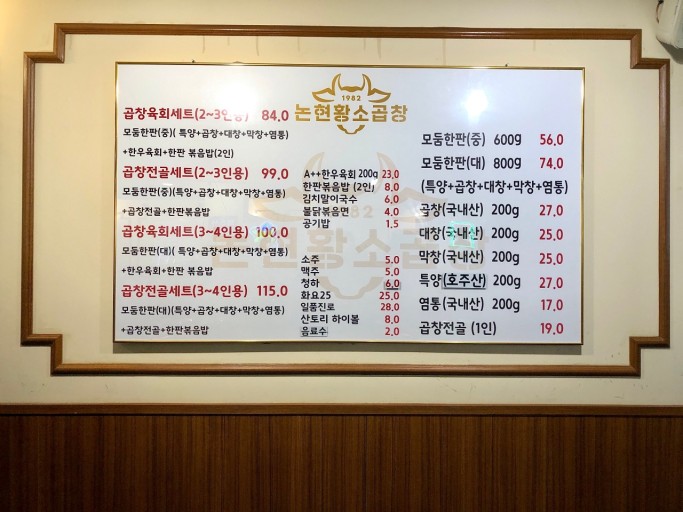 1982
논현황소곱창
곱창육회세트(2~3인용) 84.0
모둠한판(중)( 특양+곱창+대창+막창+염통)
+한우육회+한판 볶음밥(2인)
곱창전골세트(2~3인용) 99.0
모둠한판(중)(특양+곱창+대창+막창+염통)
+곱창전골+한판볶음밥
곱창육회세트(3~4인용) 100.0
모둠한판(대)( 특양+곱창+대창+막창+염통)
+한우육회+한판 볶음밥
곱창전골세트(3~4인용) 115.0
모둠한판(대)(특양+곱창+대창+막창+염통)
+곱창전골+한판볶음밥
A++한우육회 200g 23.0
한판볶음밥 (2인) 8.0
김치말이국수 6.0
불닭볶음면 4.0
공기밥 1.5
소주 5.0
맥주 5.0
청하 6.0
화요25 25.0
일품진로 28.0
산토리 하이볼 8.0
음료수 2.0
모둠한판(중) 600g 56.0
모둠한판(대) 800g 74.0
(특양+곱창+대창+막창+염통)
곱창(국내산) 200g 27.0
대창(국내산) 200g 25.0
막창(국내산) 200g 25.0
특양(호주산) 200g 27.0
염통(국내산) 200g 17.0
곱창전골 (1인) 19.0
1982
논현황소곱창